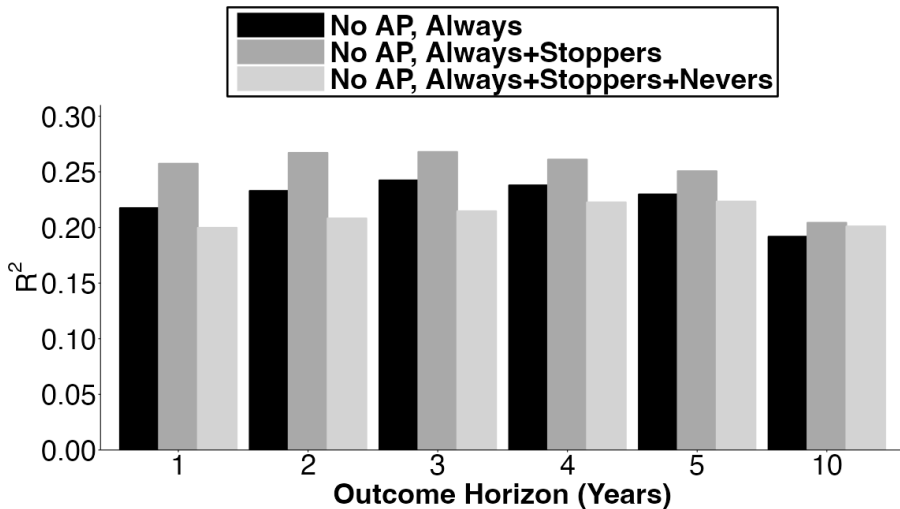 No AP, Always
No AP, Always+Stoppers
No AP, Always+Stoppers+Nevers
0.30
0.25
0.20
0.15
0.10
0.05
0.00
R²
1 2 3 4 5 10
Outcome Horizon (Years)